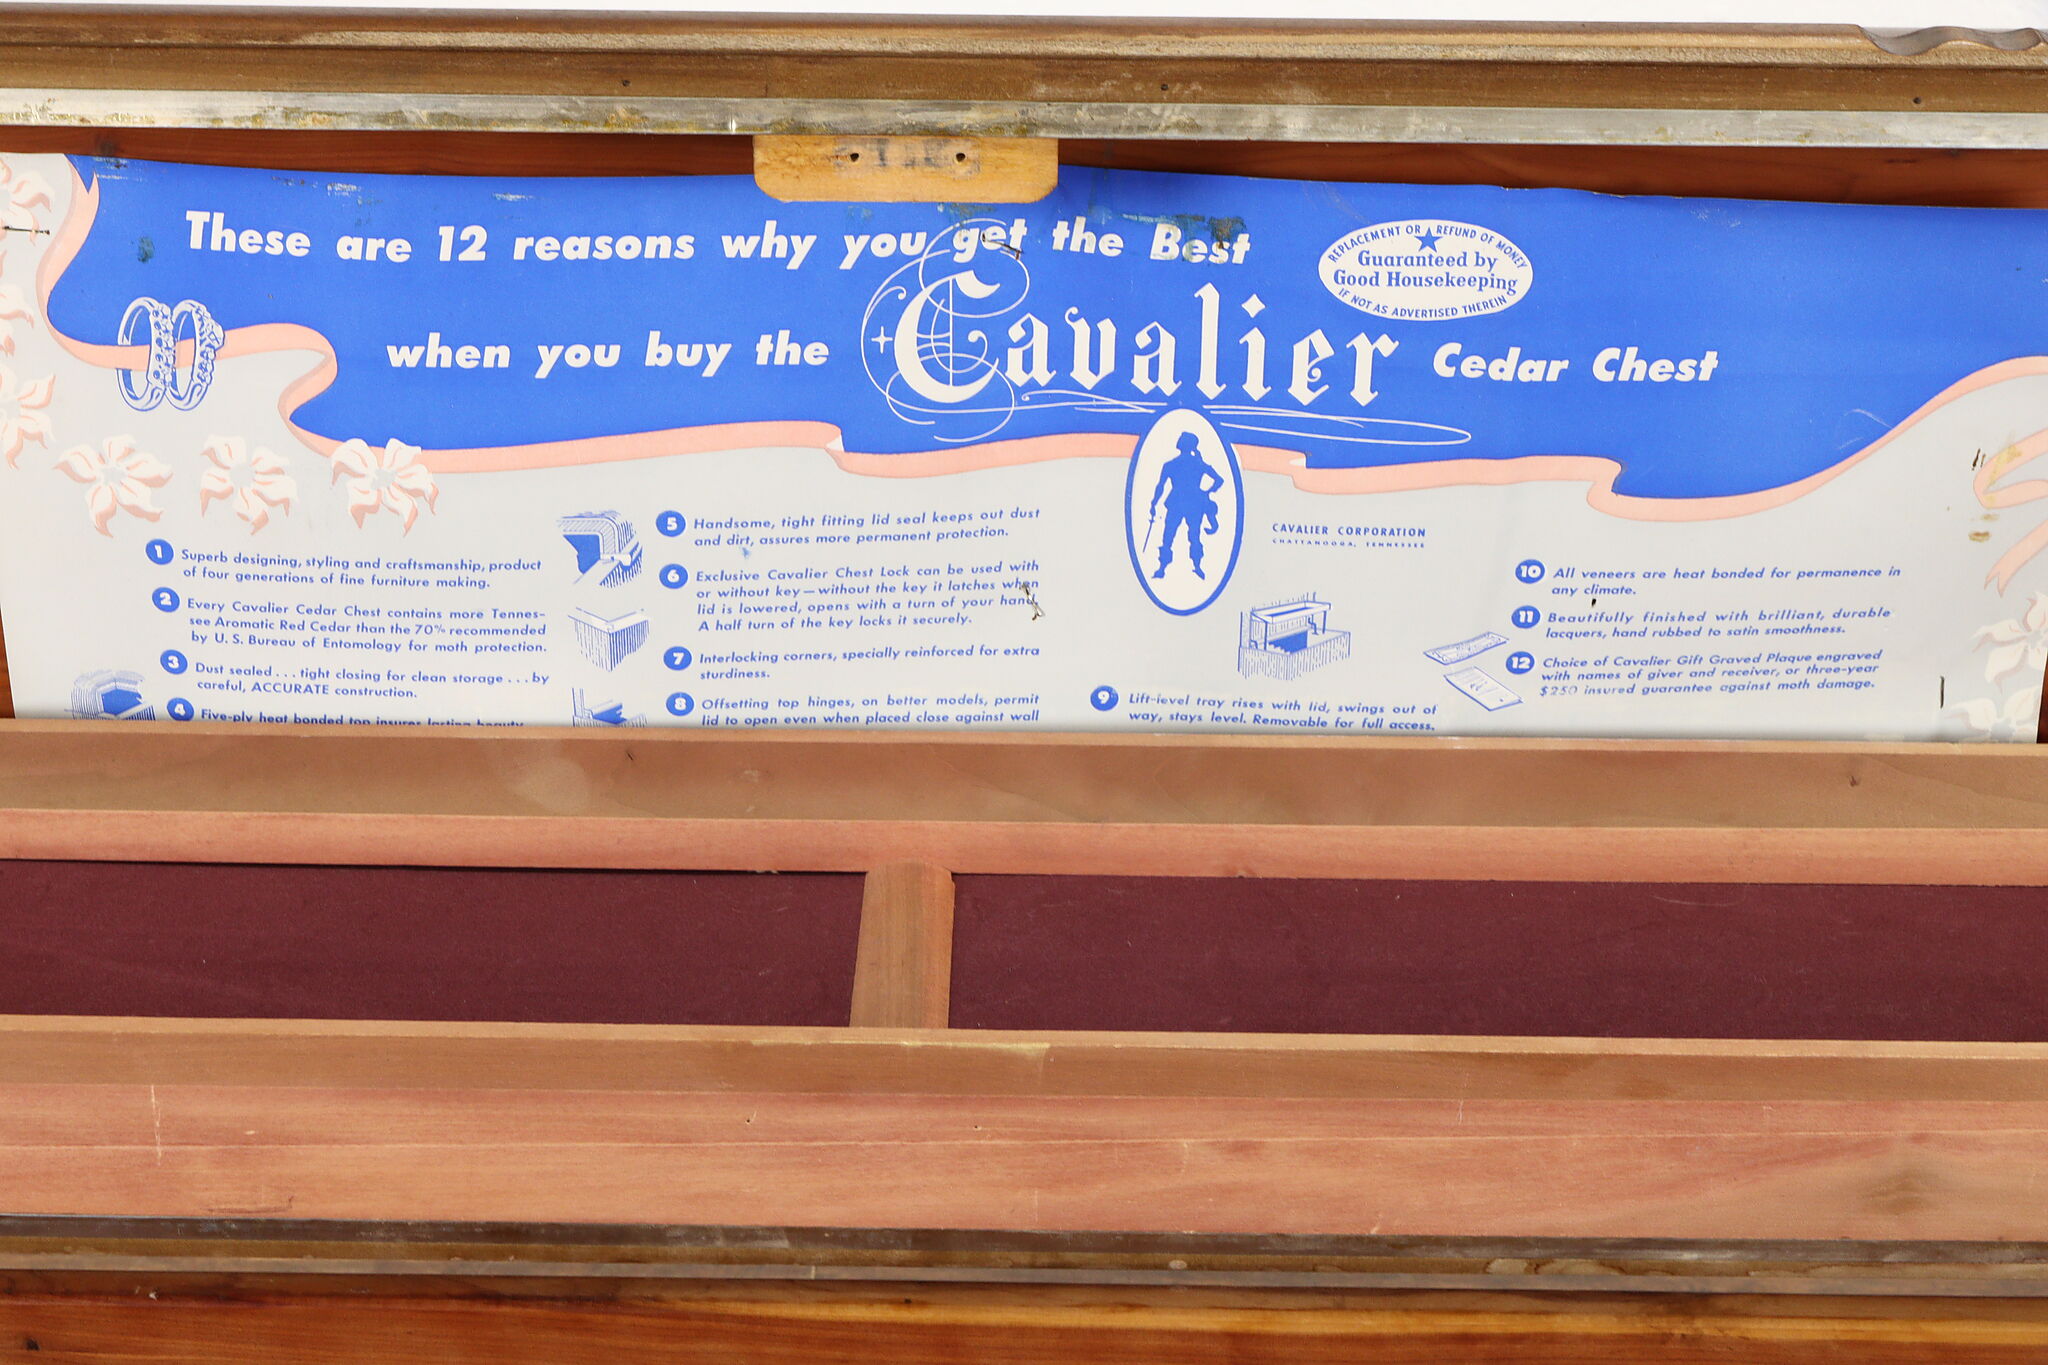 These are 12 reasons why you get the Best
when you buy the Cavalier Cedar Chest
REPLACEMENT OR REFUND OF MONEY
Guaranteed by
Good Housekeeping
IF NOT AS ADVERTISED THEREIN
1 Superb designing, styling and craftsmanship, product
of four generations of fine furniture making.
2 Every Cavalier Cedar Chest contains more Tennes-
see Aromatic Red Cedar than the 70% recommended
by U. S. Bureau of Entomology for moth protection.
3 Dust sealed . . . tight closing for clean storage . . . by
careful, ACCURATE construction.
4 Five-ply heat bonded top insures lasting beauty
5 Handsome, tight fitting lid seal keeps out dust
and dirt, assures more permanent protection.
6 Exclusive Cavalier Chest Lock can be used with
or without key — without the key it latches when
lid is lowered, opens with a turn of your hand.
A half turn of the key locks it securely.
7 Interlocking corners, specially reinforced for extra
sturdiness.
8 Offsetting top hinges, on better models, permit
lid to open even when placed close against wall
CAVALIER CORPORATION
CHATTANOOGA, TENNESSEE
9 Lift-level tray rises with lid, swings out of
way, stays level. Removable for full access.
10 All veneers are heat bonded for permanence in
any climate.
11 Beautifully finished with brilliant, durable
lacquers, hand rubbed to satin smoothness.
12 Choice of Cavalier Gift Graved Plaque engraved
with names of giver and receiver, or three-year
$250 insured guarantee against moth damage.